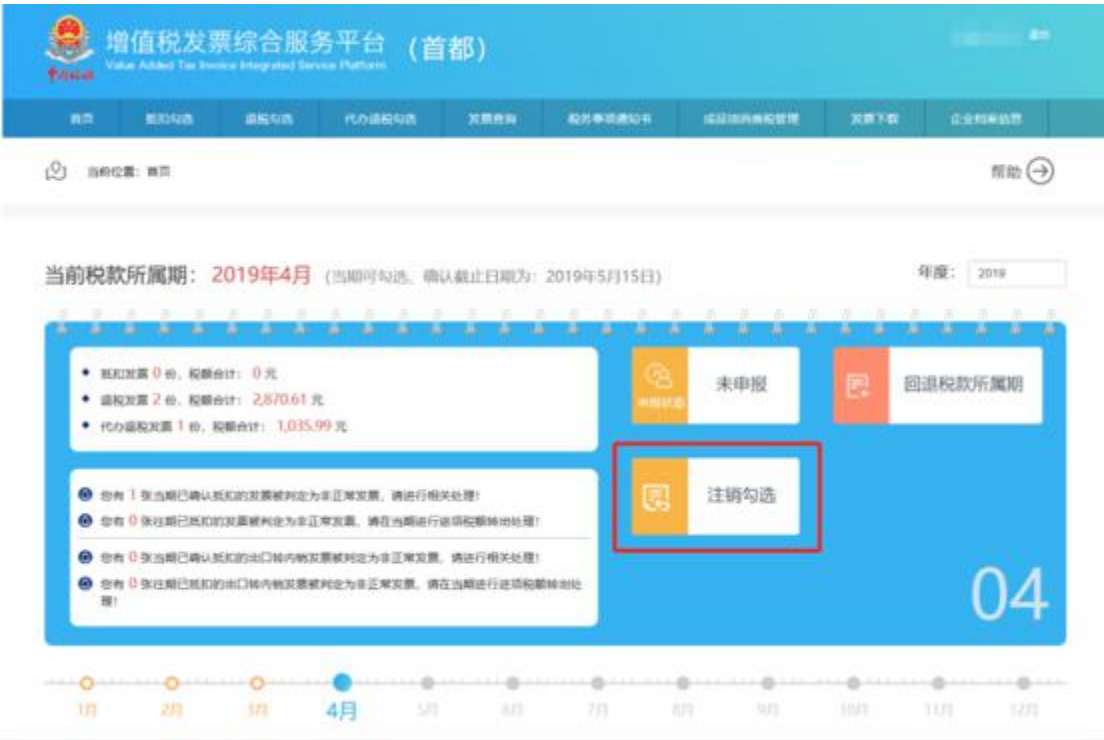 增值税发票综合服务平台 (首都)
Value Added Tax Invoice Integrated Service Platform
首页 抵扣勾选 退税勾选 代办退税勾选 发票查询 税务事项通知书 成品油消费税管理 发票下载 企业档案信息
当前位置: 首页
帮助
当前税款所属期: 2019年4月 (当期可勾选、确认截止日期为: 2019年5月15日)
年度: 2019
抵扣发票 0 份, 税额合计: 0 元
退税发票 2 份, 税额合计: 2,870.61 元
代办退税发票 1 份, 税额合计: 1,035.99 元
申报状态 未申报
回退税款所属期
您有 1 张当期已确认抵扣的发票被判定为非正常发票, 请进行相关处理!
您有 0 张往期已抵扣的发票被判定为非正常发票, 请在当期进行进项税额转出处理!
您有 0 张当期已确认抵扣的出口转内销发票被判定为非正常发票, 请进行相关处理!
您有 0 张往期已抵扣的出口转内销发票被判定为非正常发票, 请在当期进行进项税额转出处
理!
注销勾选
04
1月 2月 3月 4月 5月 6月 7月 8月 9月 10月 11月 12月